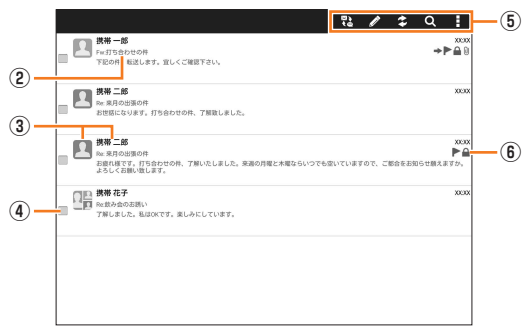 ⑤
携帯 一郎
XX:XX
Fw:打ち合わせの件
下記の件、転送します。宜しくご確認下さい。
②
携帯 二郎
XX:XX
Re: 来月の出張の件
お世話になります。打ち合わせの件、了解致しました。
③
携帯 二郎
XX:XX
Re: 来月の出張の件
⑥
お疲れ様です。打ち合わせの件、了解いたしました。来週の月曜と木曜ならいつでも空いていますので、ご都合をお知らせ願えますか。
よろしくお願い致します。
携帯 花子
XX:XX
Re:飲み会のお誘い
④
了解しました。私はOKです。楽しみにしています。